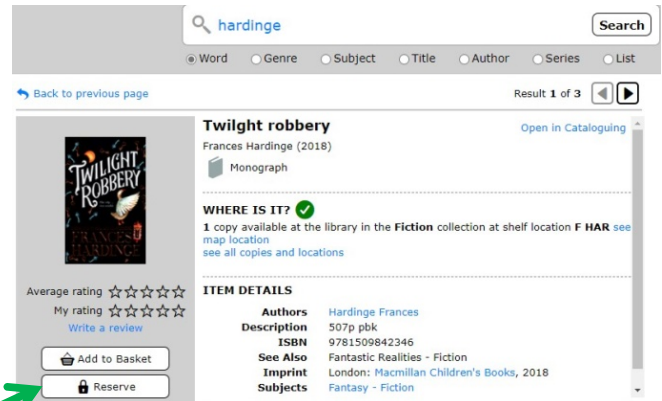 hardinge
Search
Word Genre Subject Title Author Series List
Back to previous page
Result 1 of 3
Twilght robbery
Open in Cataloguing
Frances Hardinge (2018)
Monograph
TWILIGHT
ROBBERY
FRANCES
HARDINGE
WHERE IS IT?
1 copy available at the library in the Fiction collection at shelf location F HAR see
map location
see all copies and locations
Average rating
My rating
Write a review
Add to Basket
Reserve
ITEM DETAILS
Authors Hardinge Frances
Description 507p pbk
ISBN 9781509842346
See Also Fantastic Realities - Fiction
Imprint London: Macmillan Children's Books, 2018
Subjects Fantasy - Fiction